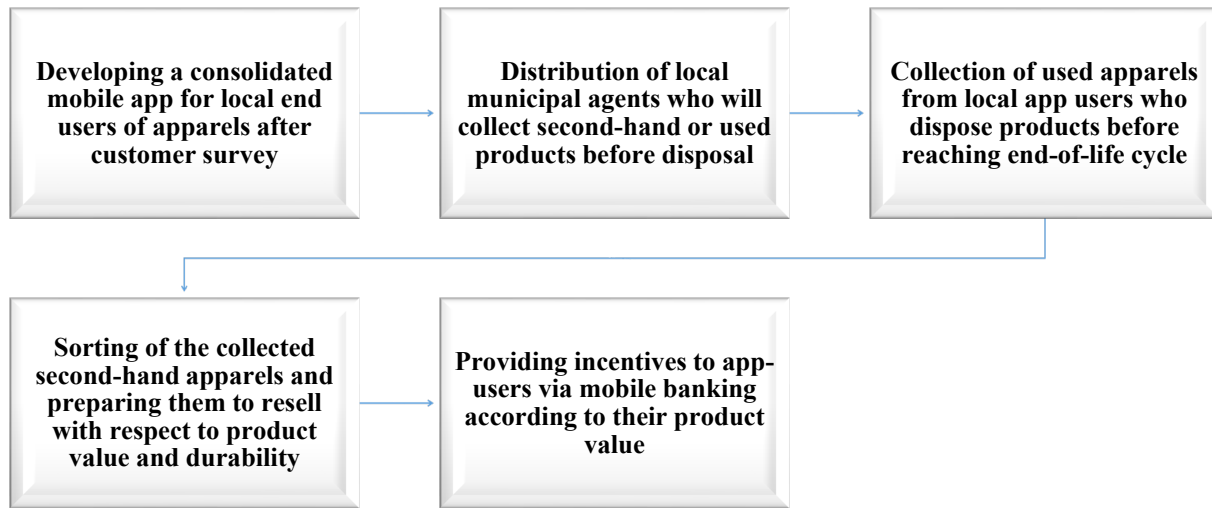 Developing a consolidated
mobile app for local end
users of apparels after
customer survey
Distribution of local
municipal agents who will
collect second-hand or used
products before disposal
Collection of used apparels
from local app users who
dispose products before
reaching end-of-life cycle
Sorting of the collected
second-hand apparels and
preparing them to resell
with respect to product
value and durability
Providing incentives to app-
users via mobile banking
according to their product
value